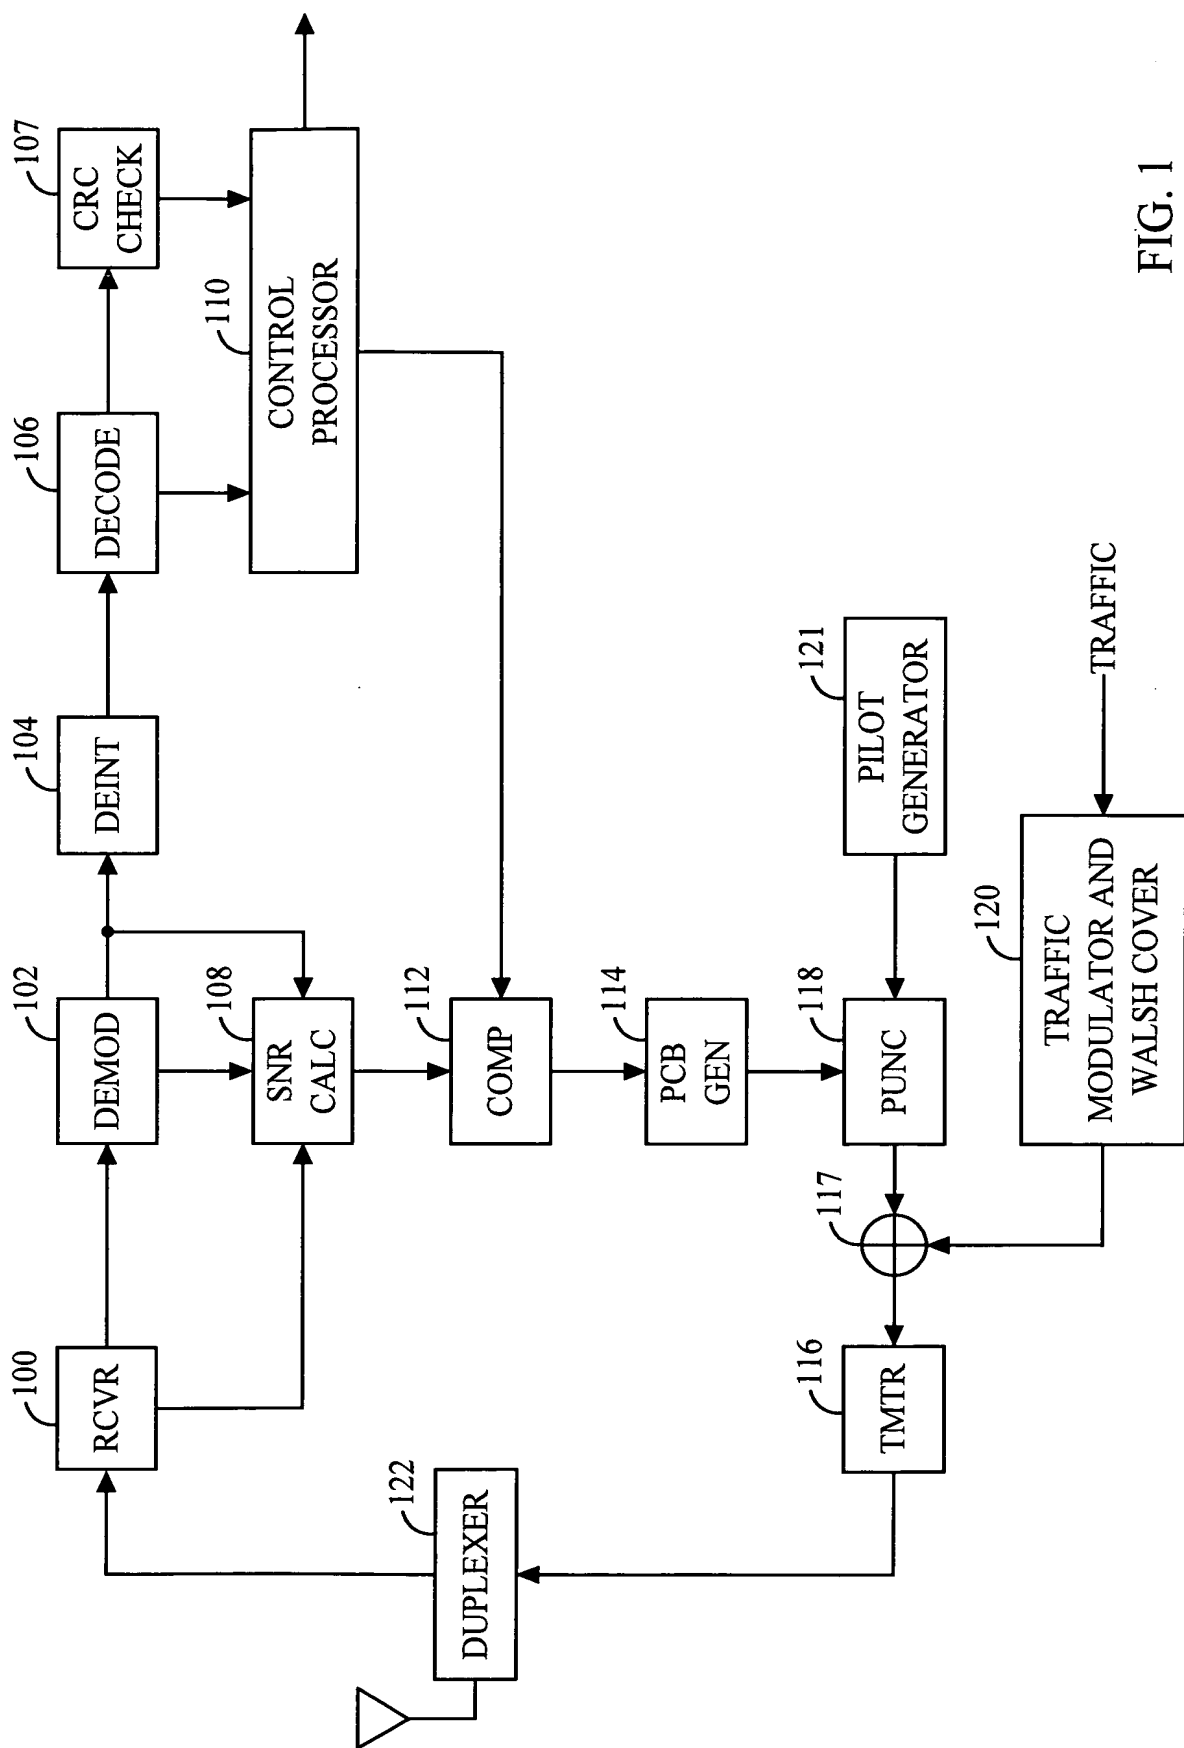 100
RCVR
102
DEMOD
104
DEINT
106
DECODE
107
CRC
CHECK
108
SNR
CALC
110
CONTROL
PROCESSOR
122
DUPLEXER
112
COMP
114
PCB
GEN
116
TMTR
117
118
PUNC
121
PILOT
GENERATOR
120
TRAFFIC
MODULATOR AND
WALSH COVER
TRAFFIC
FIG. 1